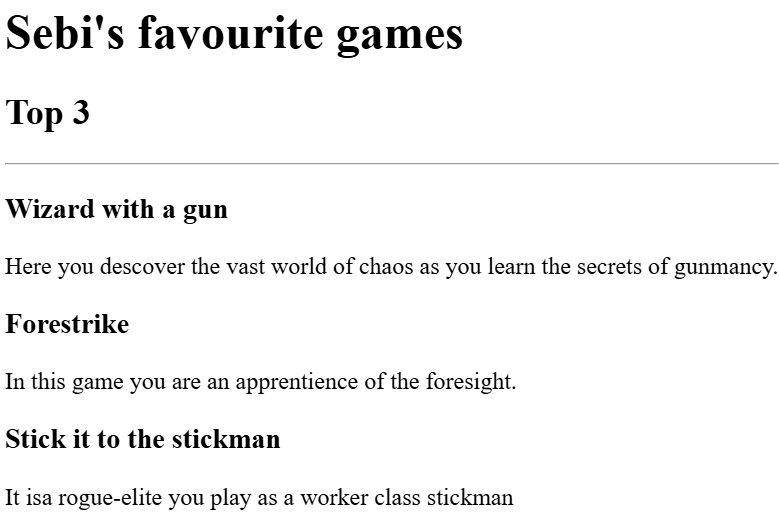 Sebi's favourite games
Top 3
Wizard with a gun
Here you descover the vast world of chaos as you learn the secrets of gunmancy.
Forestrike
In this game you are an apprentience of the foresight.
Stick it to the stickman
It isa rogue-elite you play as a worker class stickman